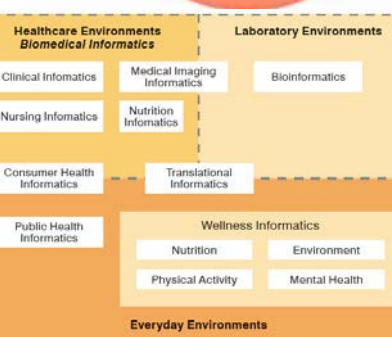 Healthcare Environments
Biomedical Informatics
Laboratory Environments
Clinical Infomatics
Medical Imaging
Informatics
Bioinformatics
Nursing Infomatics
Nutrition
Infomatics
Consumer Health
Informatics
Translational
Informatics
Public Health
Informatics
Wellness Informatics
Nutrition
Environment
Physical Activity
Mental Health
Everyday Environments